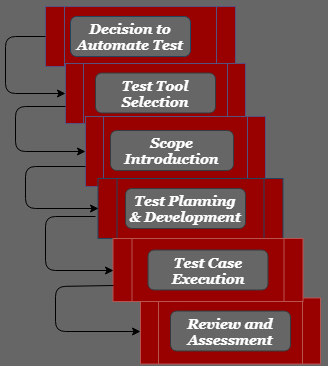 Decision to
Automate Test
Test Tool
Selection
Scope
Introduction
Test Planning
& Development
Test Case
Execution
Review and
Assessment